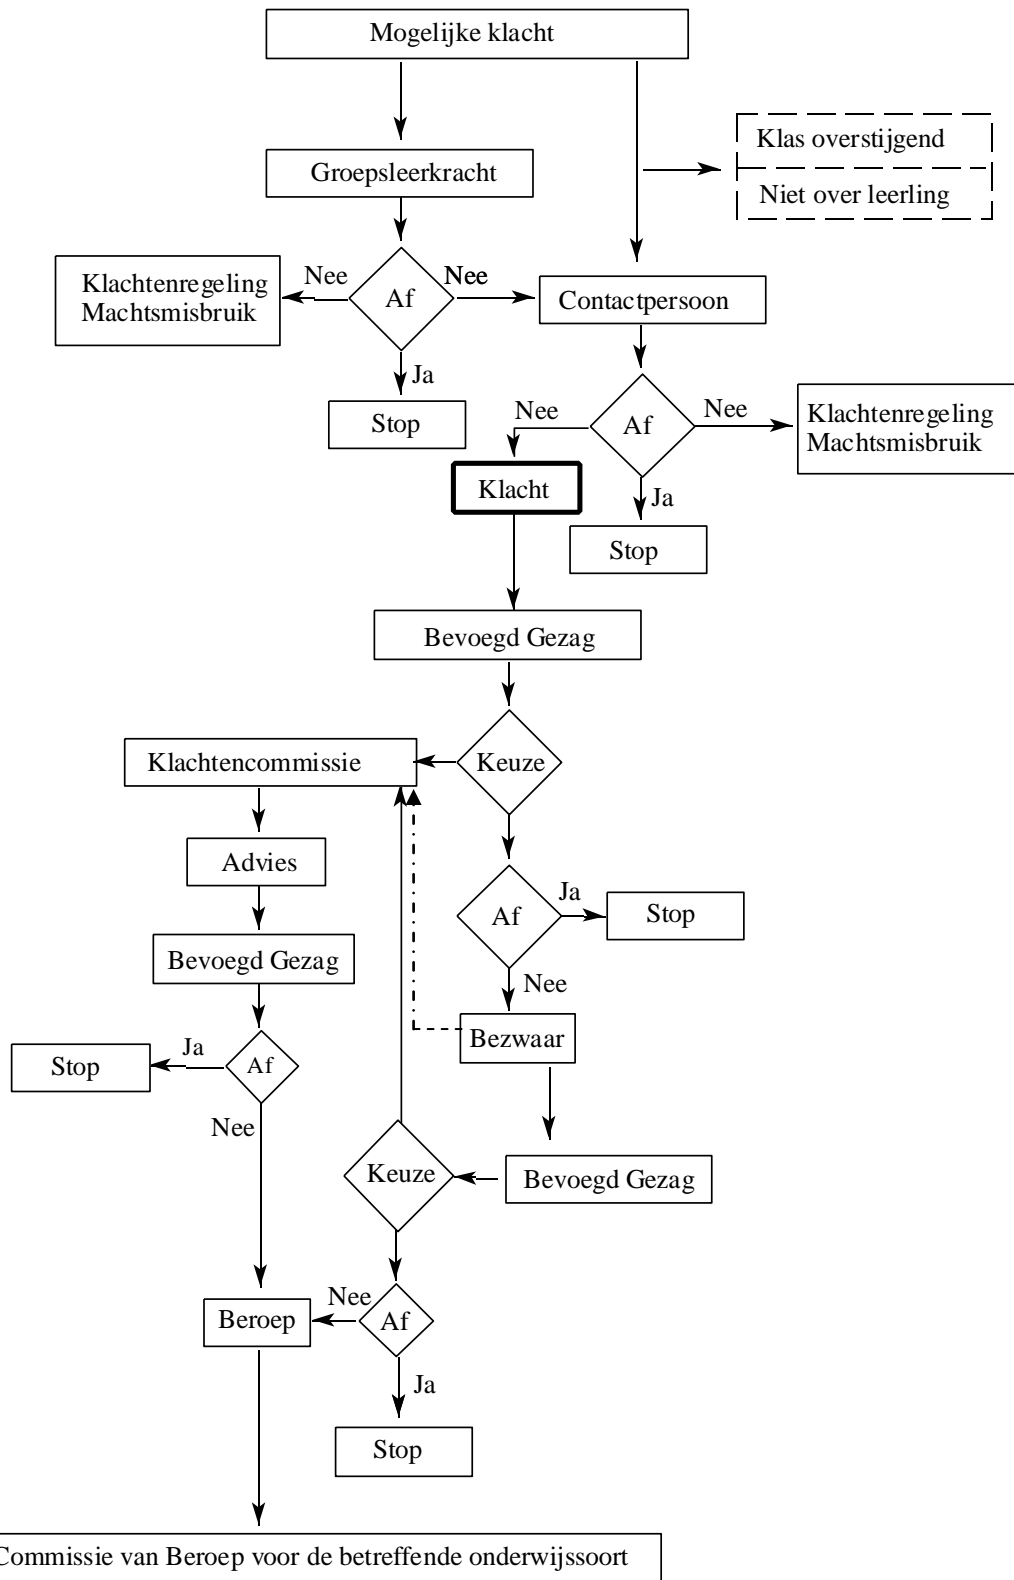 Mogelijke klacht
Klas overstijgend
Groepsleerkracht
Niet over leerling
Klachtenregeling
Machtsmisbruik
Nee
Af
Nee
Contactpersoon
Ja
Stop
Nee
Af
Nee
Klachtenregeling
Machtsmisbruik
Klacht
Ja
Stop
Bevoegd Gezag
Klachtencommissie
Keuze
Advies
Af
Ja
Stop
Bevoegd Gezag
Nee
Bezwaar
Stop
Ja
Af
Nee
Keuze
Bevoegd Gezag
Beroep
Nee
Af
Ja
Stop
Commissie van Beroep voor de betreffende onderwijssoort